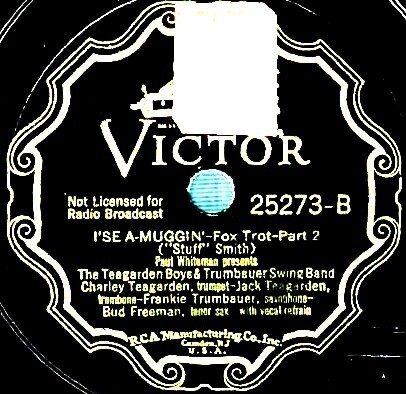 VICTOR
Not Licensed for
Radio Broadcast
25273-B
I'SE A-MUGGIN'-Fox Trot-Part 2
("Stuff" Smith)
Paul Whiteman presents
The Teagarden Boys & Trumbauer Swing Band
Charley Teagarden, trumpet-Jack Teagarden,
trombone-Frankie Trumbauer, saxophone-
Bud Freeman, tenor sax with vocal refrain
RCA Manufacturing Co., Inc.
Camden, N.J.
U.S.A.